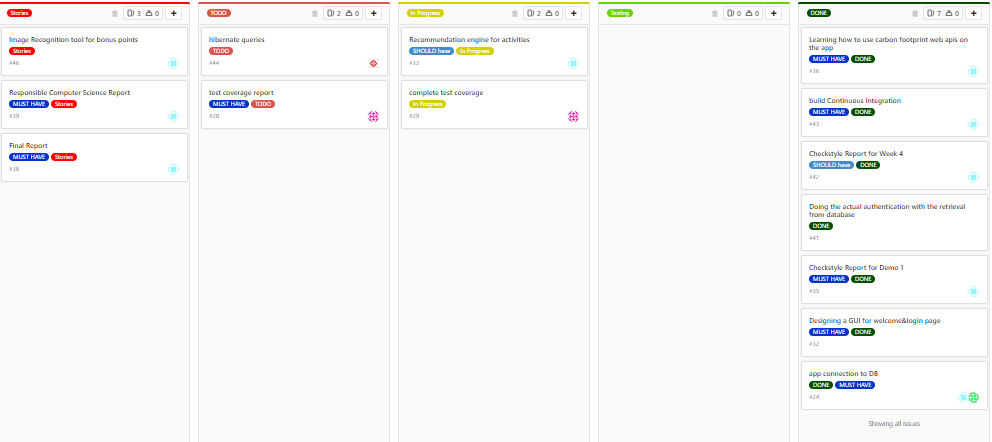 Stories 3 0 +
Image Recognition tool for bonus points
Stories
#46
Responsible Computer Science Report
MUST HAVE Stories
#39
Final Report
MUST HAVE Stories
#38
TODO 2 0 +
hibernate queries
TODO
#44
test coverage report
MUST HAVE TODO
#28
In Progress 2 0 +
Recommendation engine for activities
SHOULD have In Progress
#33
complete test coverage
In Progress
#29
Testing 0 0 +
DONE 7 0 +
Learning how to use carbon footprint web apis on
the app
MUST HAVE DONE
#36
build Continuous Integration
MUST HAVE DONE
#43
Checkstyle Report for Week 4
SHOULD have DONE
#42
Doing the actual authentication with the retrieval
from database
DONE
#41
Checkstyle Report for Demo 1
MUST HAVE DONE
#35
Designing a GUI for welcome&login page
MUST HAVE DONE
#32
app connection to DB
DONE MUST HAVE
#24
Showing all issues